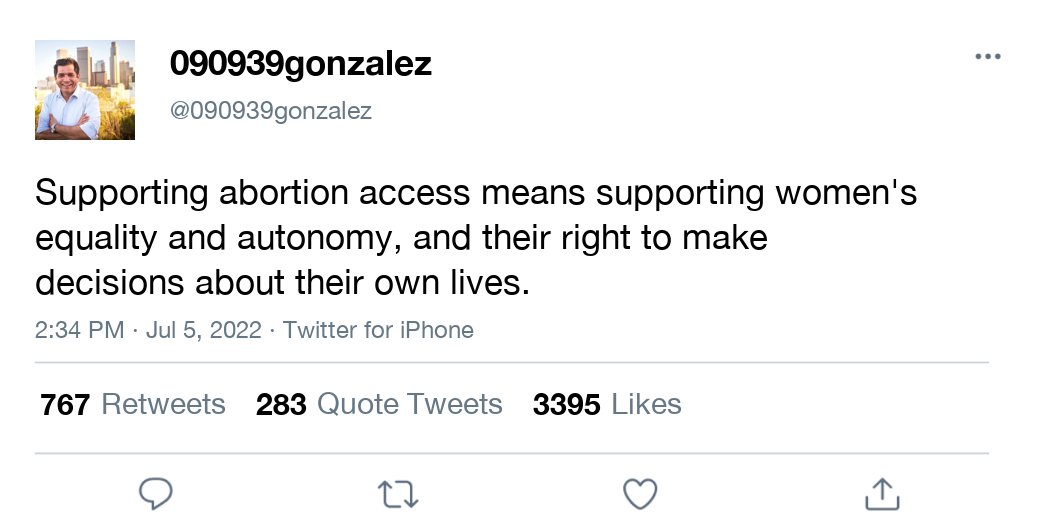 090939gonzalez
@090939gonzalez
Supporting abortion access means supporting women's
equality and autonomy, and their right to make
decisions about their own lives.
2:34 PM · Jul 5, 2022 · Twitter for iPhone
767 Retweets 283 Quote Tweets 3395 Likes